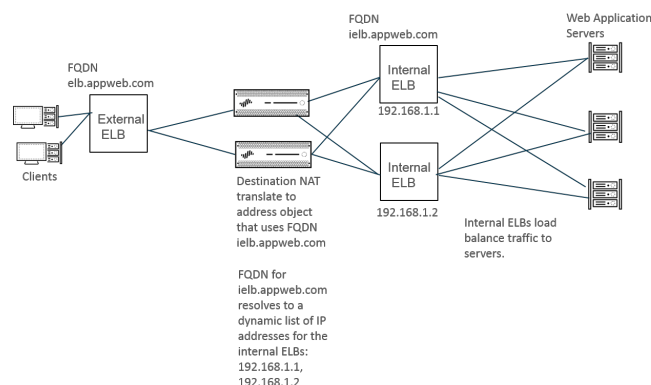 FQDN
elb.appweb.com
External
ELB
Clients
Destination NAT
translate to
address object
that uses FQDN
ielb.appweb.com
FQDN for
ielb.appweb.com
resolves to a
dynamic list of IP
addresses for the
internal ELBs:
192.168.1.1,
192.168.1.2
FQDN
ielb.appweb.com
Internal
ELB
192.168.1.1
Internal
ELB
192.168.1.2
Web Application
Servers
Internal ELBs load
balance traffic to
servers.